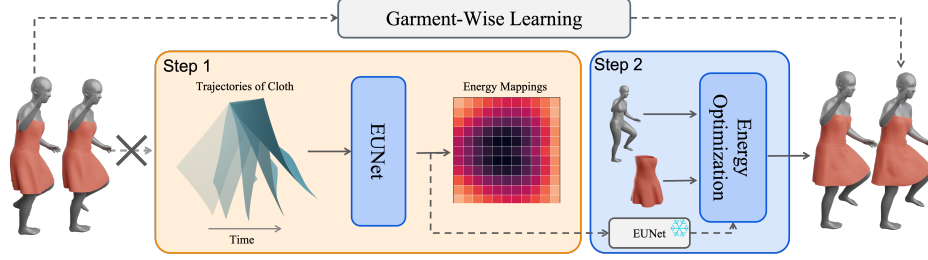 Garment-Wise Learning
Step 1
Trajectories of Cloth
Time
EUNet
Energy Mappings
Step 2
Energy
Optimization
EUNet